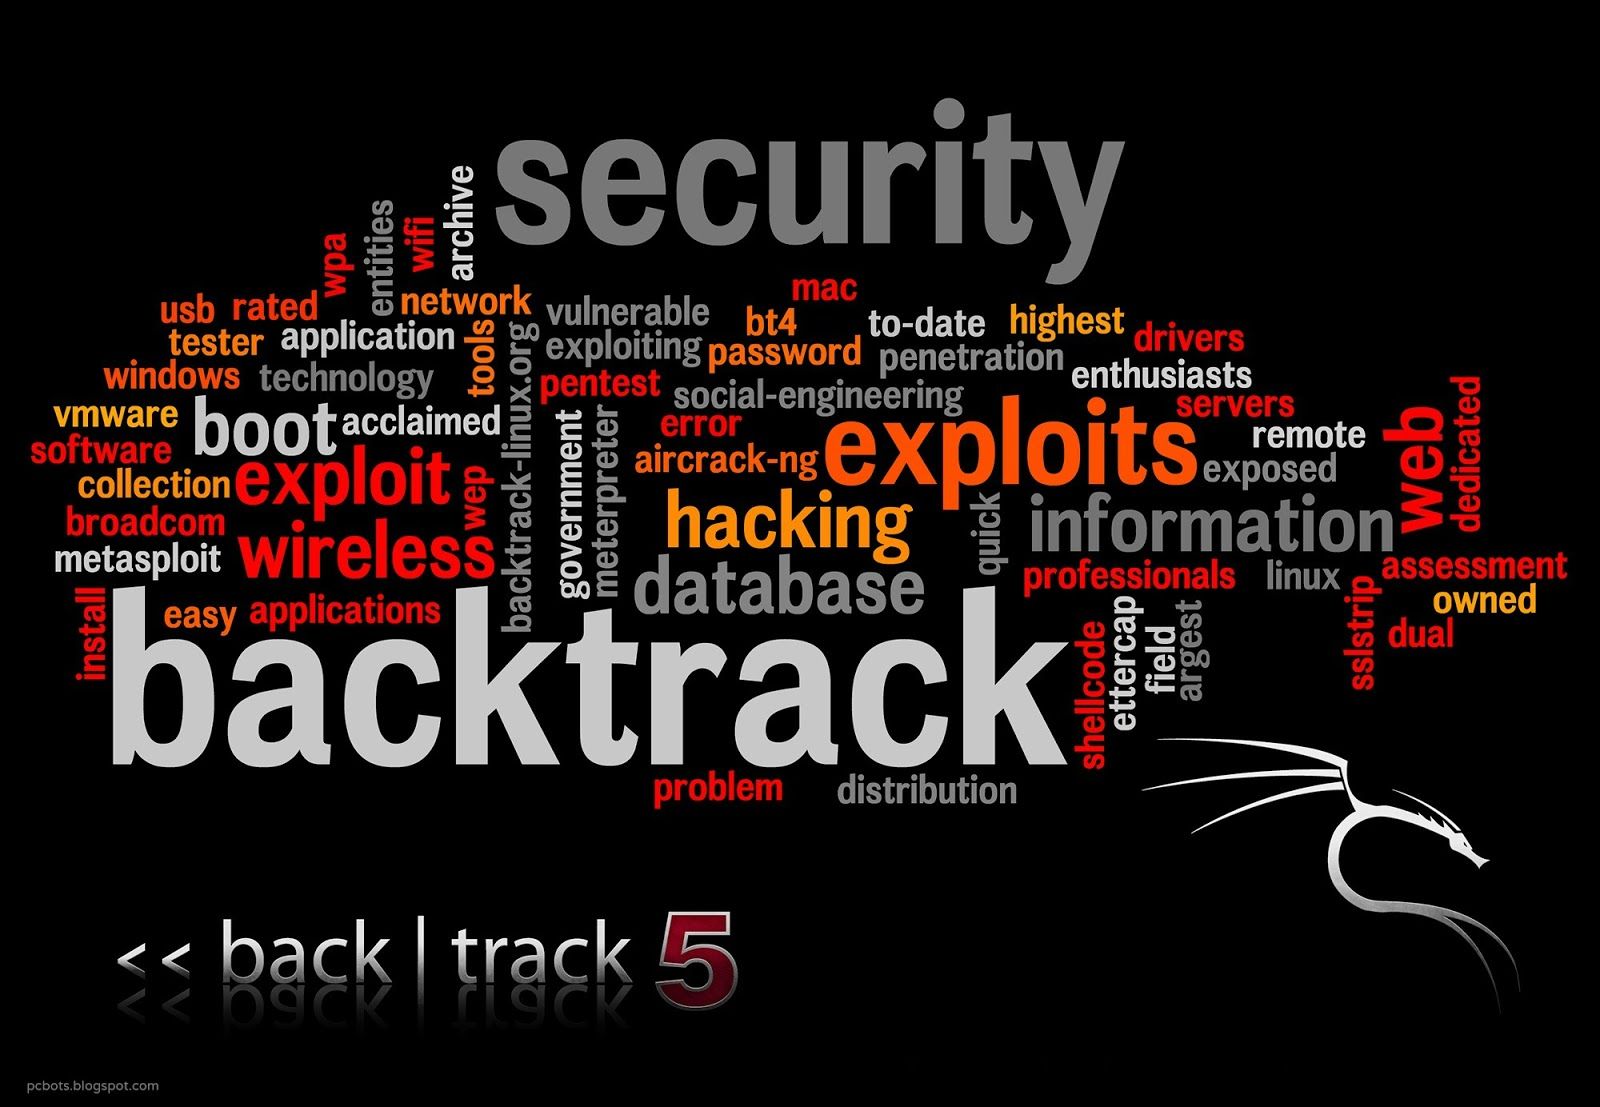 security
archive
wifi
entities
wpa
mac
usb rated network vulnerable bt4 to-date highest
tester application tools exploiting password penetration drivers
windows technology pentest social-engineering enthusiasts
backtrack-linux.org
vmware boot acclaimed error exploits servers
software exploit aircrack-ng remote web dedicated
collection wep government meterpreter exposed
broadcom wireless hacking quick information
metasploit database professionals linux assessment
install easy applications sslstrip owned
backtrack shellcode ettercap field argest dual
problem distribution
<< back | track 5
pcbots.blogspot.com